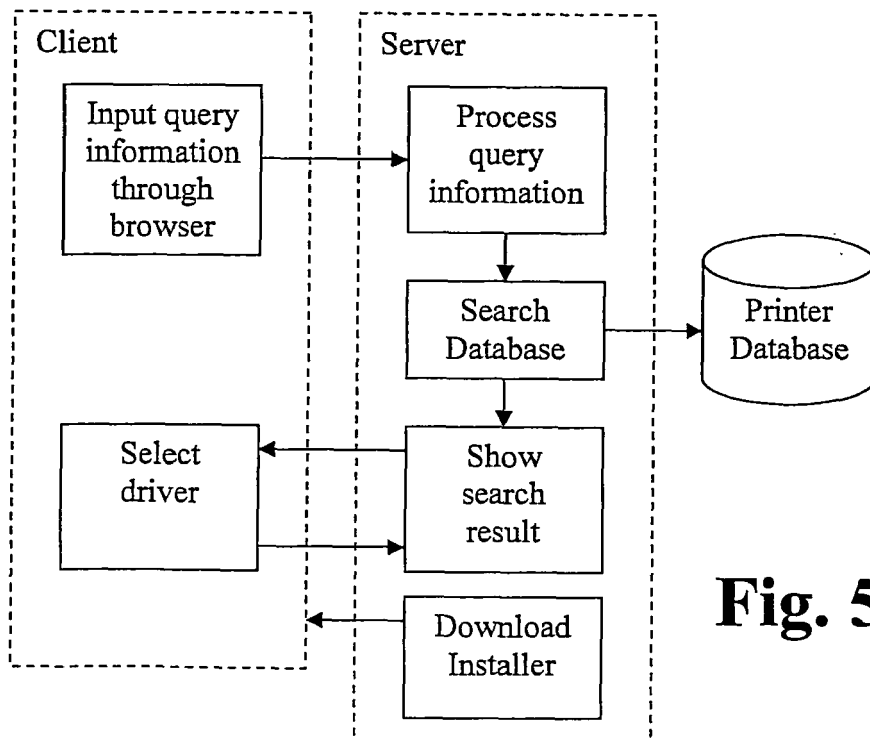 Client
Server
Input query
information
through
browser
Process
query
information
Search
Database
Printer
Database
Select
driver
Show
search
result
Download
Installer
Fig. 5